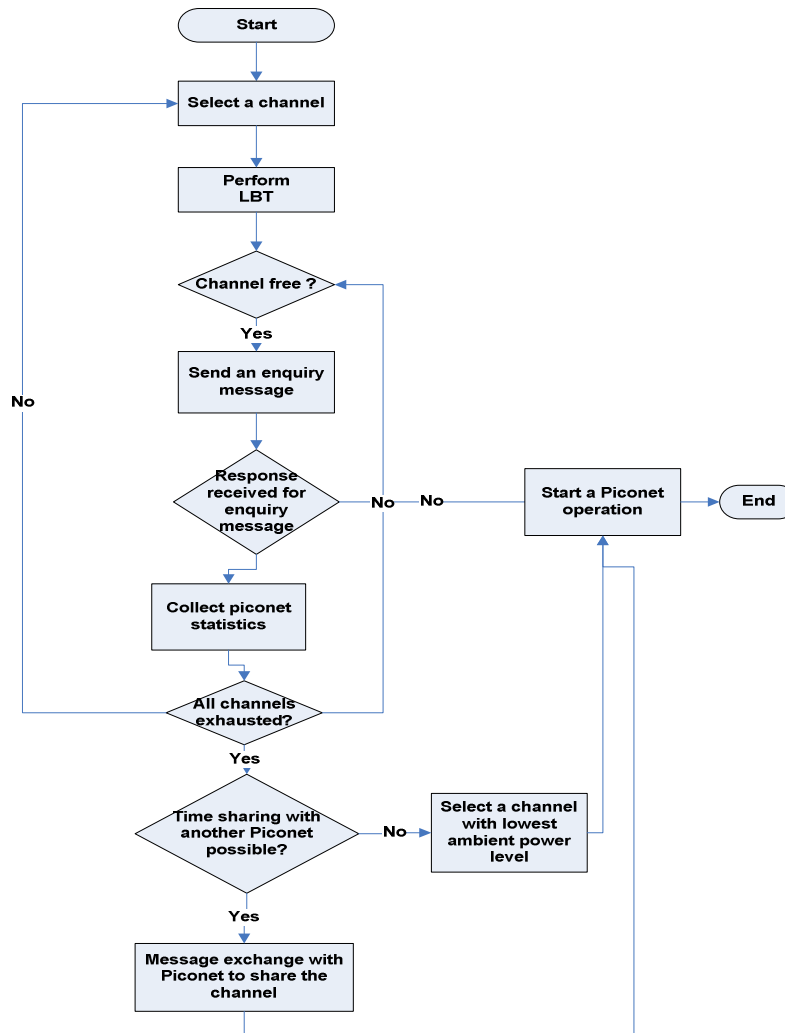 Start
Select a channel
Perform
LBT
Channel free ?
Yes
Send an enquiry
message
No
Response
received for
enquiry
message
No
No
Start a Piconet
operation
End
Collect piconet
statistics
All channels
exhausted?
Yes
Time sharing with
another Piconet
possible?
No
Select a channel
with lowest
ambient power
level
Yes
Message exchange with
Piconet to share the
channel